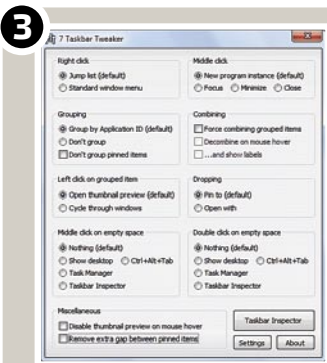 3
7 Taskbar Tweaker
Right click
Jump list (default)
Standard window menu
Middle click
New program instance (default)
Focus Minimize Close
Grouping
Group by Application ID (default)
Don't group
Don't group pinned items
Combining
Force combining grouped items
Decombine on mouse hover
...and show labels
Left click on grouped item
Open thumbnail preview (default)
Cycle through windows
Dropping
Pin to (default)
Open with
Middle click on empty space
Nothing (default)
Show desktop Ctrl+Alt+Tab
Task Manager
Taskbar Inspector
Double click on empty space
Nothing (default)
Show desktop Ctrl+Alt+Tab
Task Manager
Taskbar Inspector
Miscellaneous
Disable thumbnail preview on mouse hover
Remove extra gap between pinned items
Taskbar Inspector
Settings About